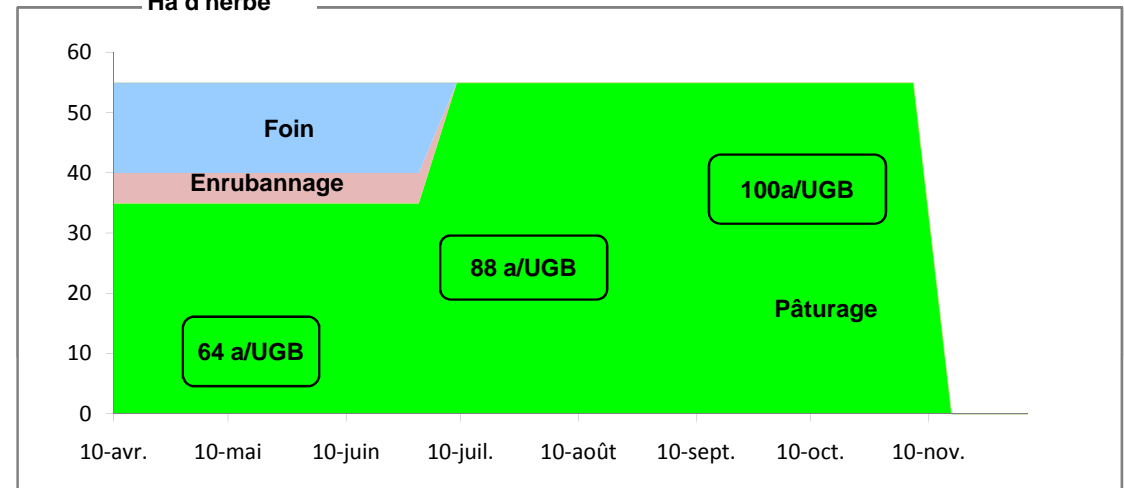 Ha d'herbe
60
50
40
30
20
10
0
Foin
Enrubannage
100a/UGB
88 a/UGB
Pâturage
64 a/UGB
10-avr. 10-mai 10-juin 10-juil. 10-août 10-sept. 10-oct. 10-nov.